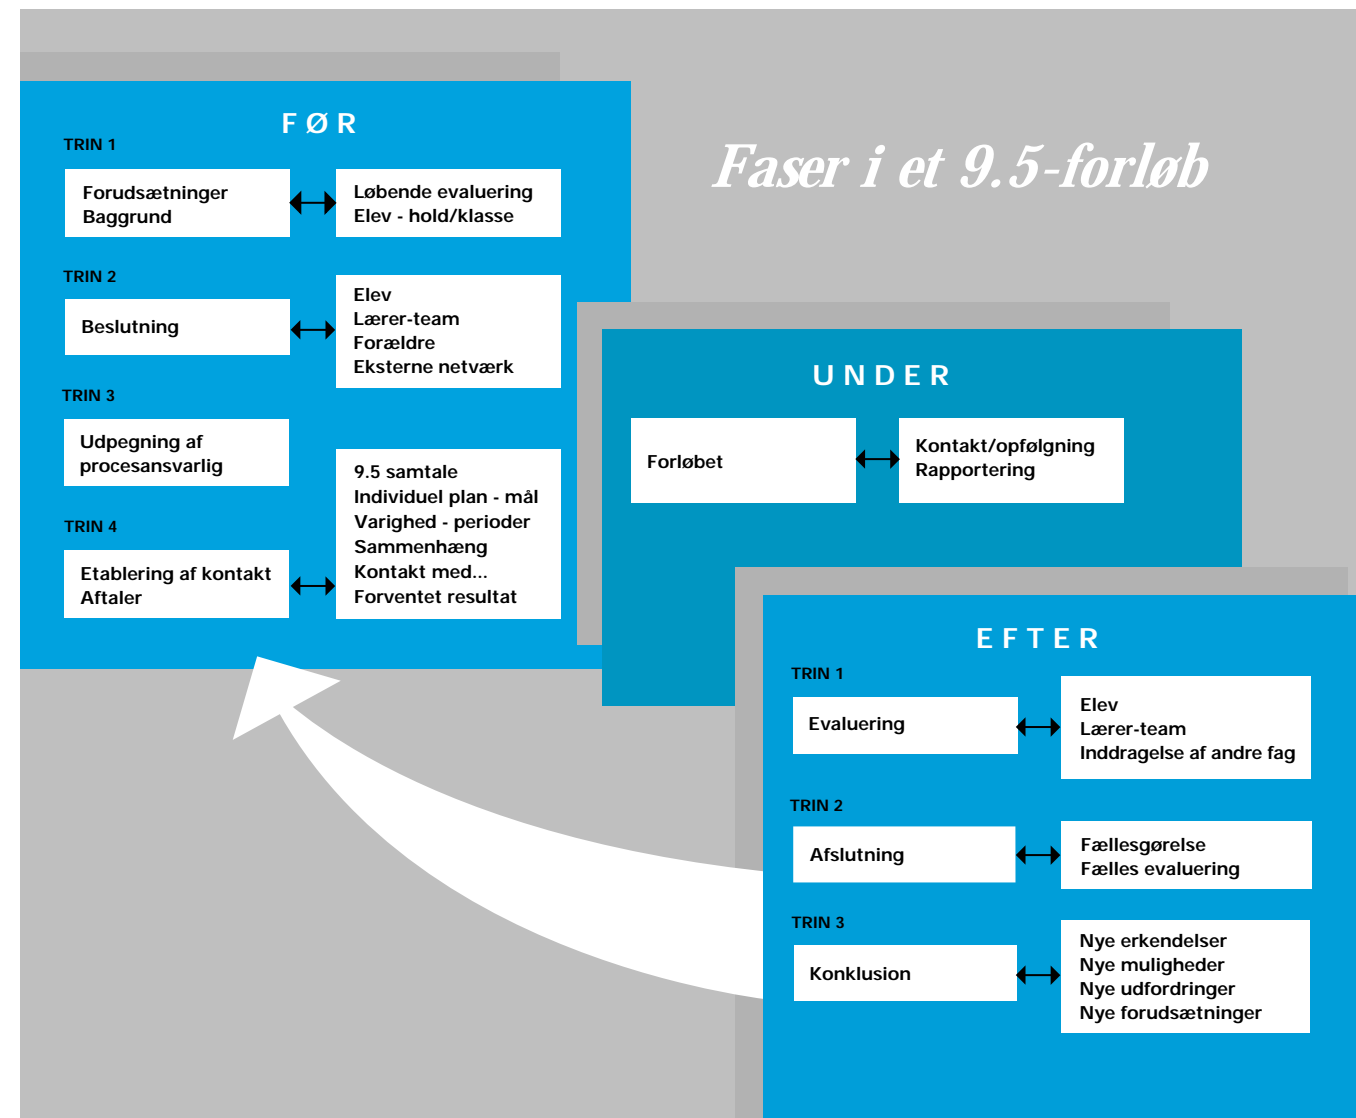 Faser i et 9.5-forløb
FØR
TRIN 1
Forudsætninger
Baggrund
Løbende evaluering
Elev - hold/klasse
TRIN 2
Beslutning
Elev
Lærer-team
Forældre
Eksterne netværk
TRIN 3
Udpegning af
procesansvarlig
TRIN 4
Etablering af kontakt
Aftaler
9.5 samtale
Individuel plan - mål
Varighed - perioder
Sammenhæng
Kontakt med...
Forventet resultat
UNDER
Forløbet
Kontakt/opfølgning
Rapportering
EFTER
TRIN 1
Evaluering
Elev
Lærer-team
Inddragelse af andre fag
TRIN 2
Afslutning
Fællesgørelse
Fælles evaluering
TRIN 3
Konklusion
Nye erkendelser
Nye muligheder
Nye udfordringer
Nye forudsætninger